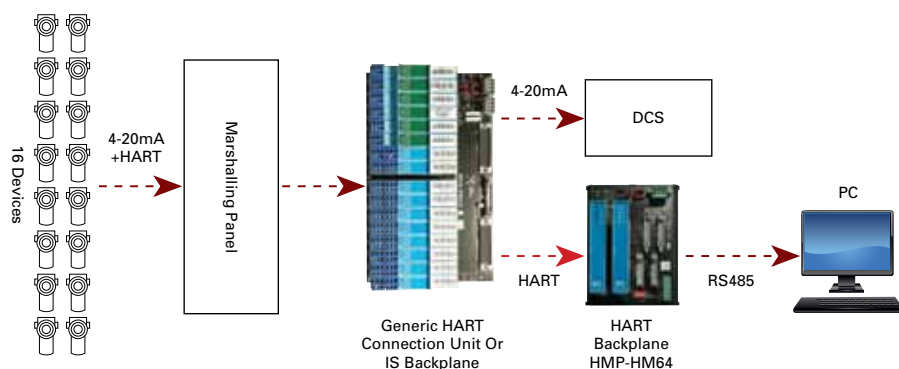 16 Devices
4-20mA
+HART
Marshalling Panel
Generic HART
Connection Unit Or
IS Backplane
4-20mA
DCS
HART
HART
Backplane
HMP-HM64
RS485
PC